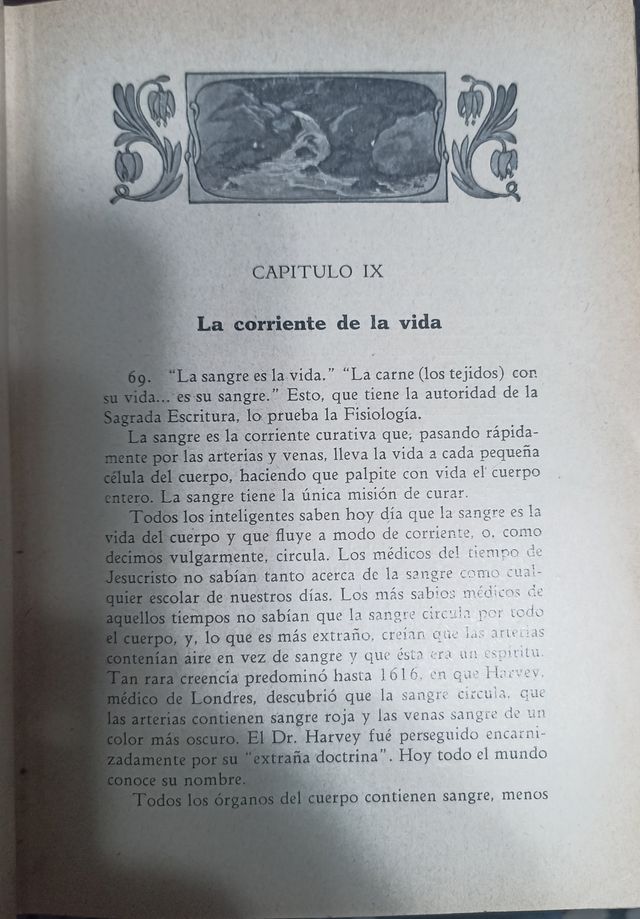 CAPITULO IX
La corriente de la vida
69. “La sangre es la vida.” “La carne (los tejidos) con
su vida... es su sangre.” Esto, que tiene la autoridad de la
Sagrada Escritura, lo prueba la Fisiología.
La sangre es la corriente curativa que, pasando rápida-
mente por las arterias y venas, lleva la vida a cada pequeña
célula del cuerpo, haciendo que palpite con vida el cuerpo
entero. La sangre tiene la única misión de curar.
Todos los inteligentes saben hoy día que la sangre es la
vida del cuerpo y que fluye a modo de corriente, o, como
decimos vulgarmente, circula. Los médicos del tiempo de
Jesucristo no sabían tanto acerca de la sangre como cual-
quier escolar de nuestros días. Los más sabios médicos de
aquellos tiempos no sabían que la sangre circula por todo
el cuerpo, y, lo que es más extraño, creían que las arterias
contenían aire en vez de sangre y que ésta era un espíritu.
Tan rara creencia predominó hasta 1616, en que Harvey,
médico de Londres, descubrió que la sangre circula, que
las arterias contienen sangre roja y las venas sangre de un
color más oscuro. El Dr. Harvey fué perseguido encarni-
zadamente por su “extraña doctrina”. Hoy todo el mundo
conoce su nombre.
Todos los órganos del cuerpo contienen sangre, menos